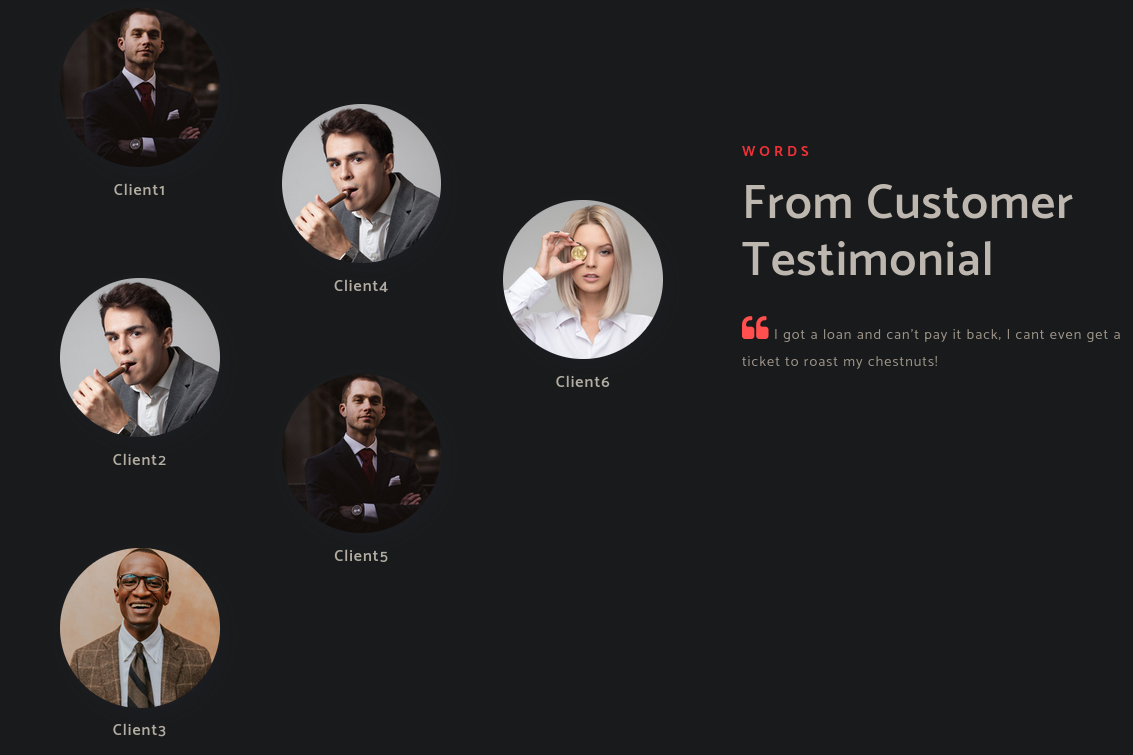 Client1
Client4
Client6
Client2
Client5
Client3
WORDS
From Customer
Testimonial
I got a loan and can't pay it back, I cant even get a
ticket to roast my chestnuts!